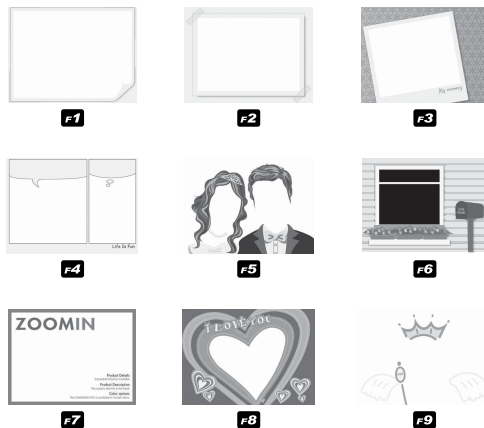 My memory
F1
F2
F3
Life Is Fun
F4
F5
F6
ZOOMIN
Product Details
Product Description
Color options
F7
I LOVE YOU
F8
F9